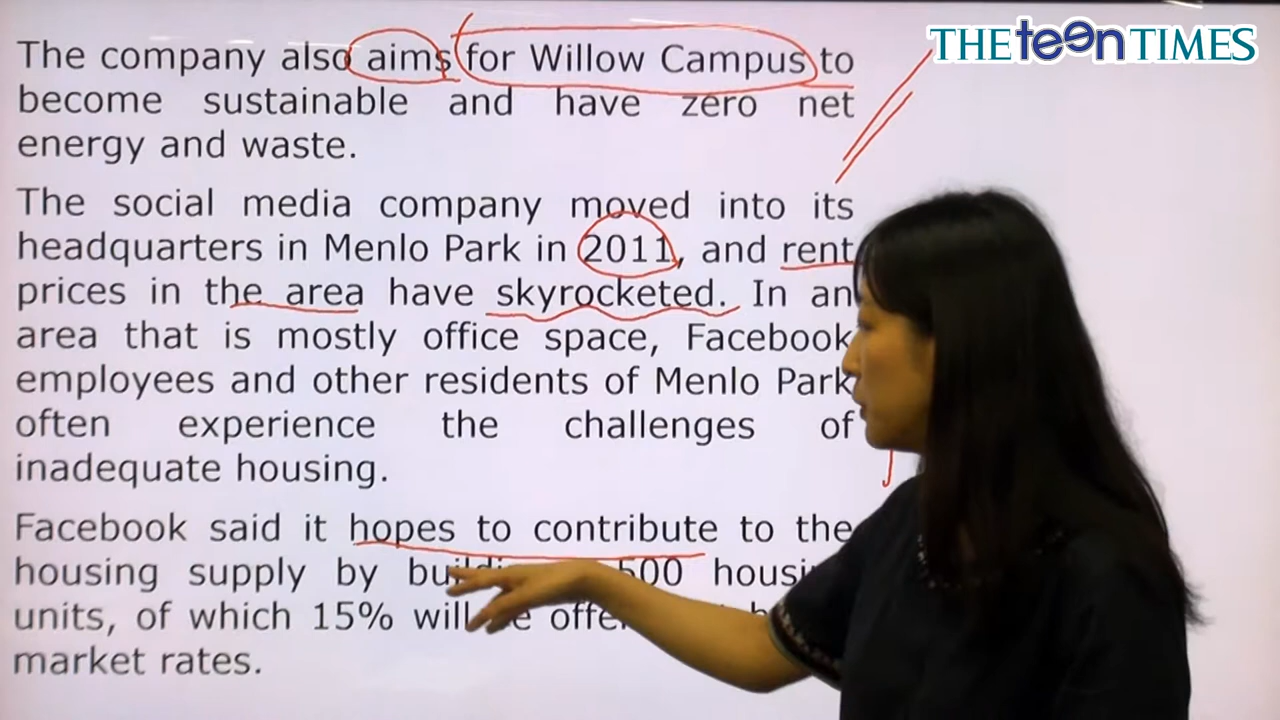 THE teen TIMES
The company also aims for Willow Campus to
become sustainable and have zero net
energy and waste.
The social media company moved into its
headquarters in Menlo Park in 2011, and rent
prices in the area have skyrocketed. In an
area that is mostly office space, Facebook
employees and other residents of Menlo Park
often experience the challenges of
inadequate housing.
Facebook said it hopes to contribute to the
housing supply by 500
units, of which 15% will
market rates.